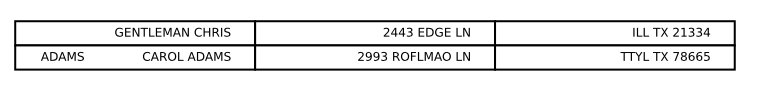 GENTLEMAN CHRIS 2443 EDGE LN ILL TX 21334
ADAMS CAROL ADAMS 2993 ROFLMAO LN TTYL TX 78665